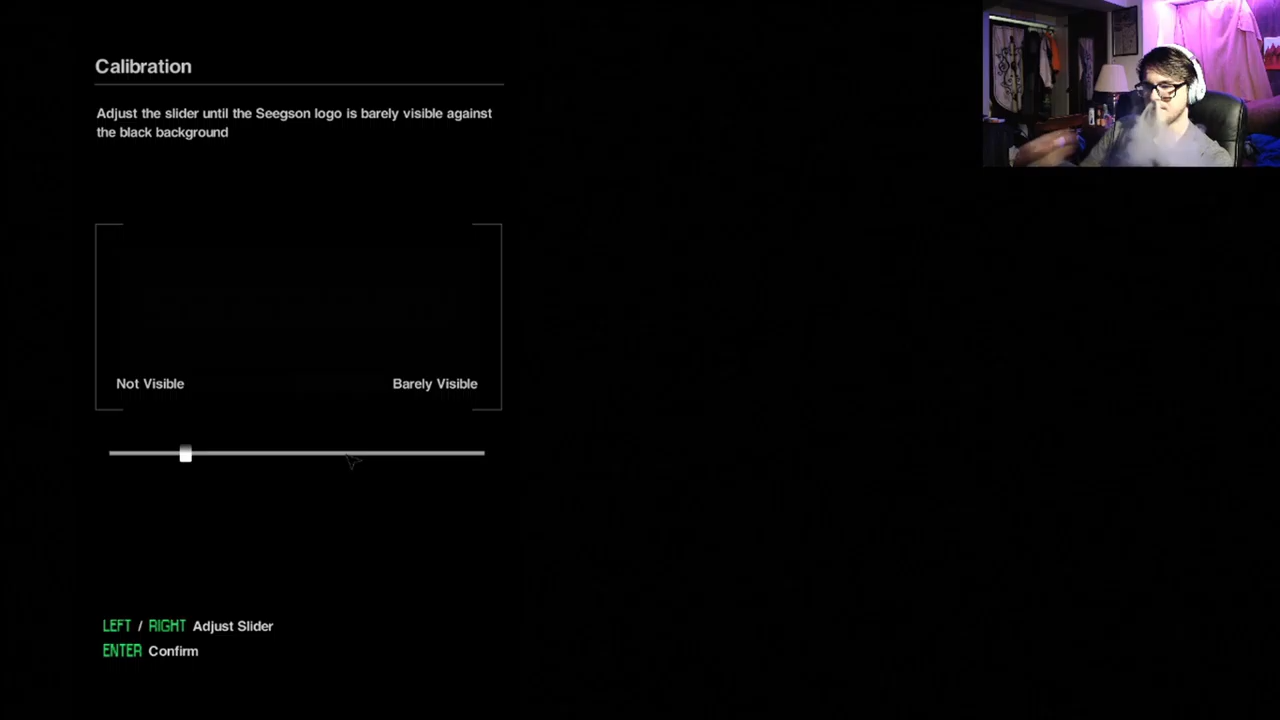 Calibration
Adjust the slider until the Seegson logo is barely visible against
the black background
Not Visible
Barely Visible
LEFT / RIGHT Adjust Slider
ENTER Confirm